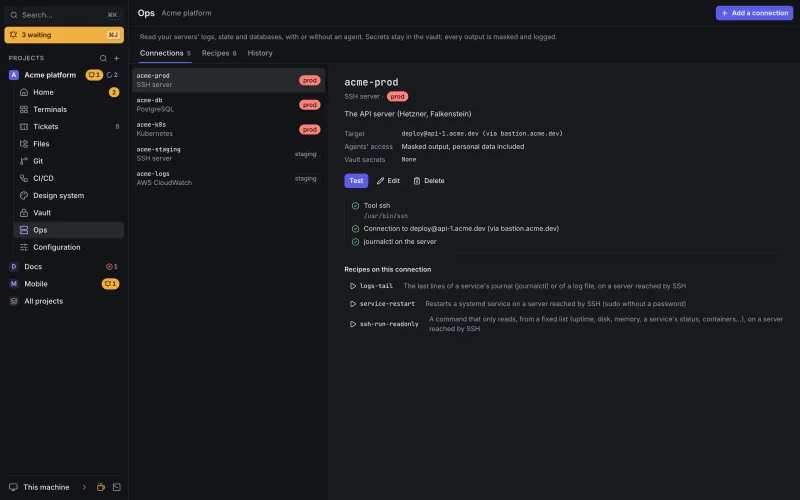 Search...
⌘K
3 waiting
⌘J
PROJECTS
A
Acme platform
1
2
Home
2
Terminals
Tickets
8
Files
Git
CI/CD
Design system
Vault
Ops
Configuration
D
Docs
1
M
Mobile
1
All projects
This machine
Ops
Acme platform
Add a connection
Read your servers' logs, state and databases, with or without an agent. Secrets stay in the vault; every output is masked and logged.
Connections 5
Recipes 6
History
acme-prod
SSH server
prod
acme-db
PostgreSQL
prod
acme-k8s
Kubernetes
prod
acme-staging
SSH server
staging
acme-logs
AWS CloudWatch
staging
acme-prod
SSH server · prod
The API server (Hetzner, Falkenstein)
Target deploy@api-1.acme.dev (via bastion.acme.dev)
Agents' access Masked output, personal data included
Vault secrets None
Test
Edit
Delete
Tool ssh
/usr/bin/ssh
Connection to deploy@api-1.acme.dev (via bastion.acme.dev)
journalctl on the server
Recipes on this connection
logs-tail The last lines of a service's journal (journalctl) or of a log file, on a server reached by SSH
service-restart Restarts a systemd service on a server reached by SSH (sudo without a password)
ssh-run-readonly A command that only reads, from a fixed list (uptime, disk, memory, a service's status, containers…), on a server
reached by SSH